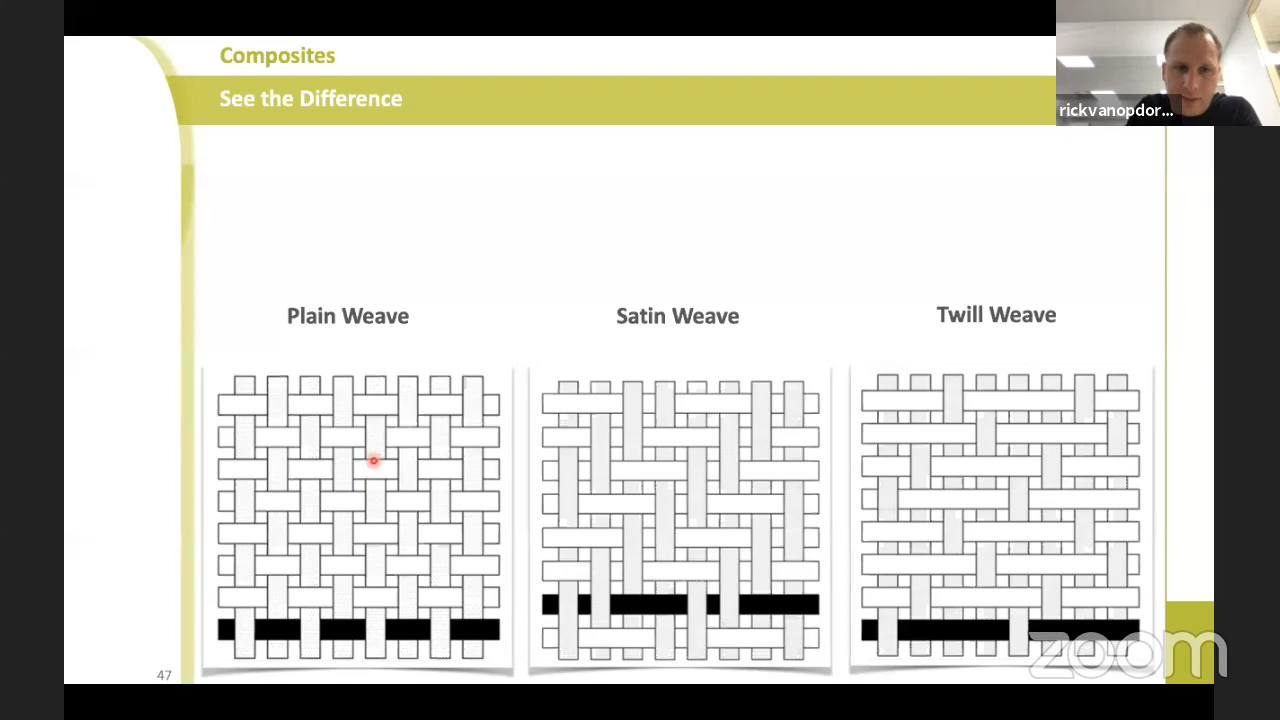 Composites
See the Difference
rickvanopdor...
Plain Weave
Satin Weave
Twill Weave
47
zoom